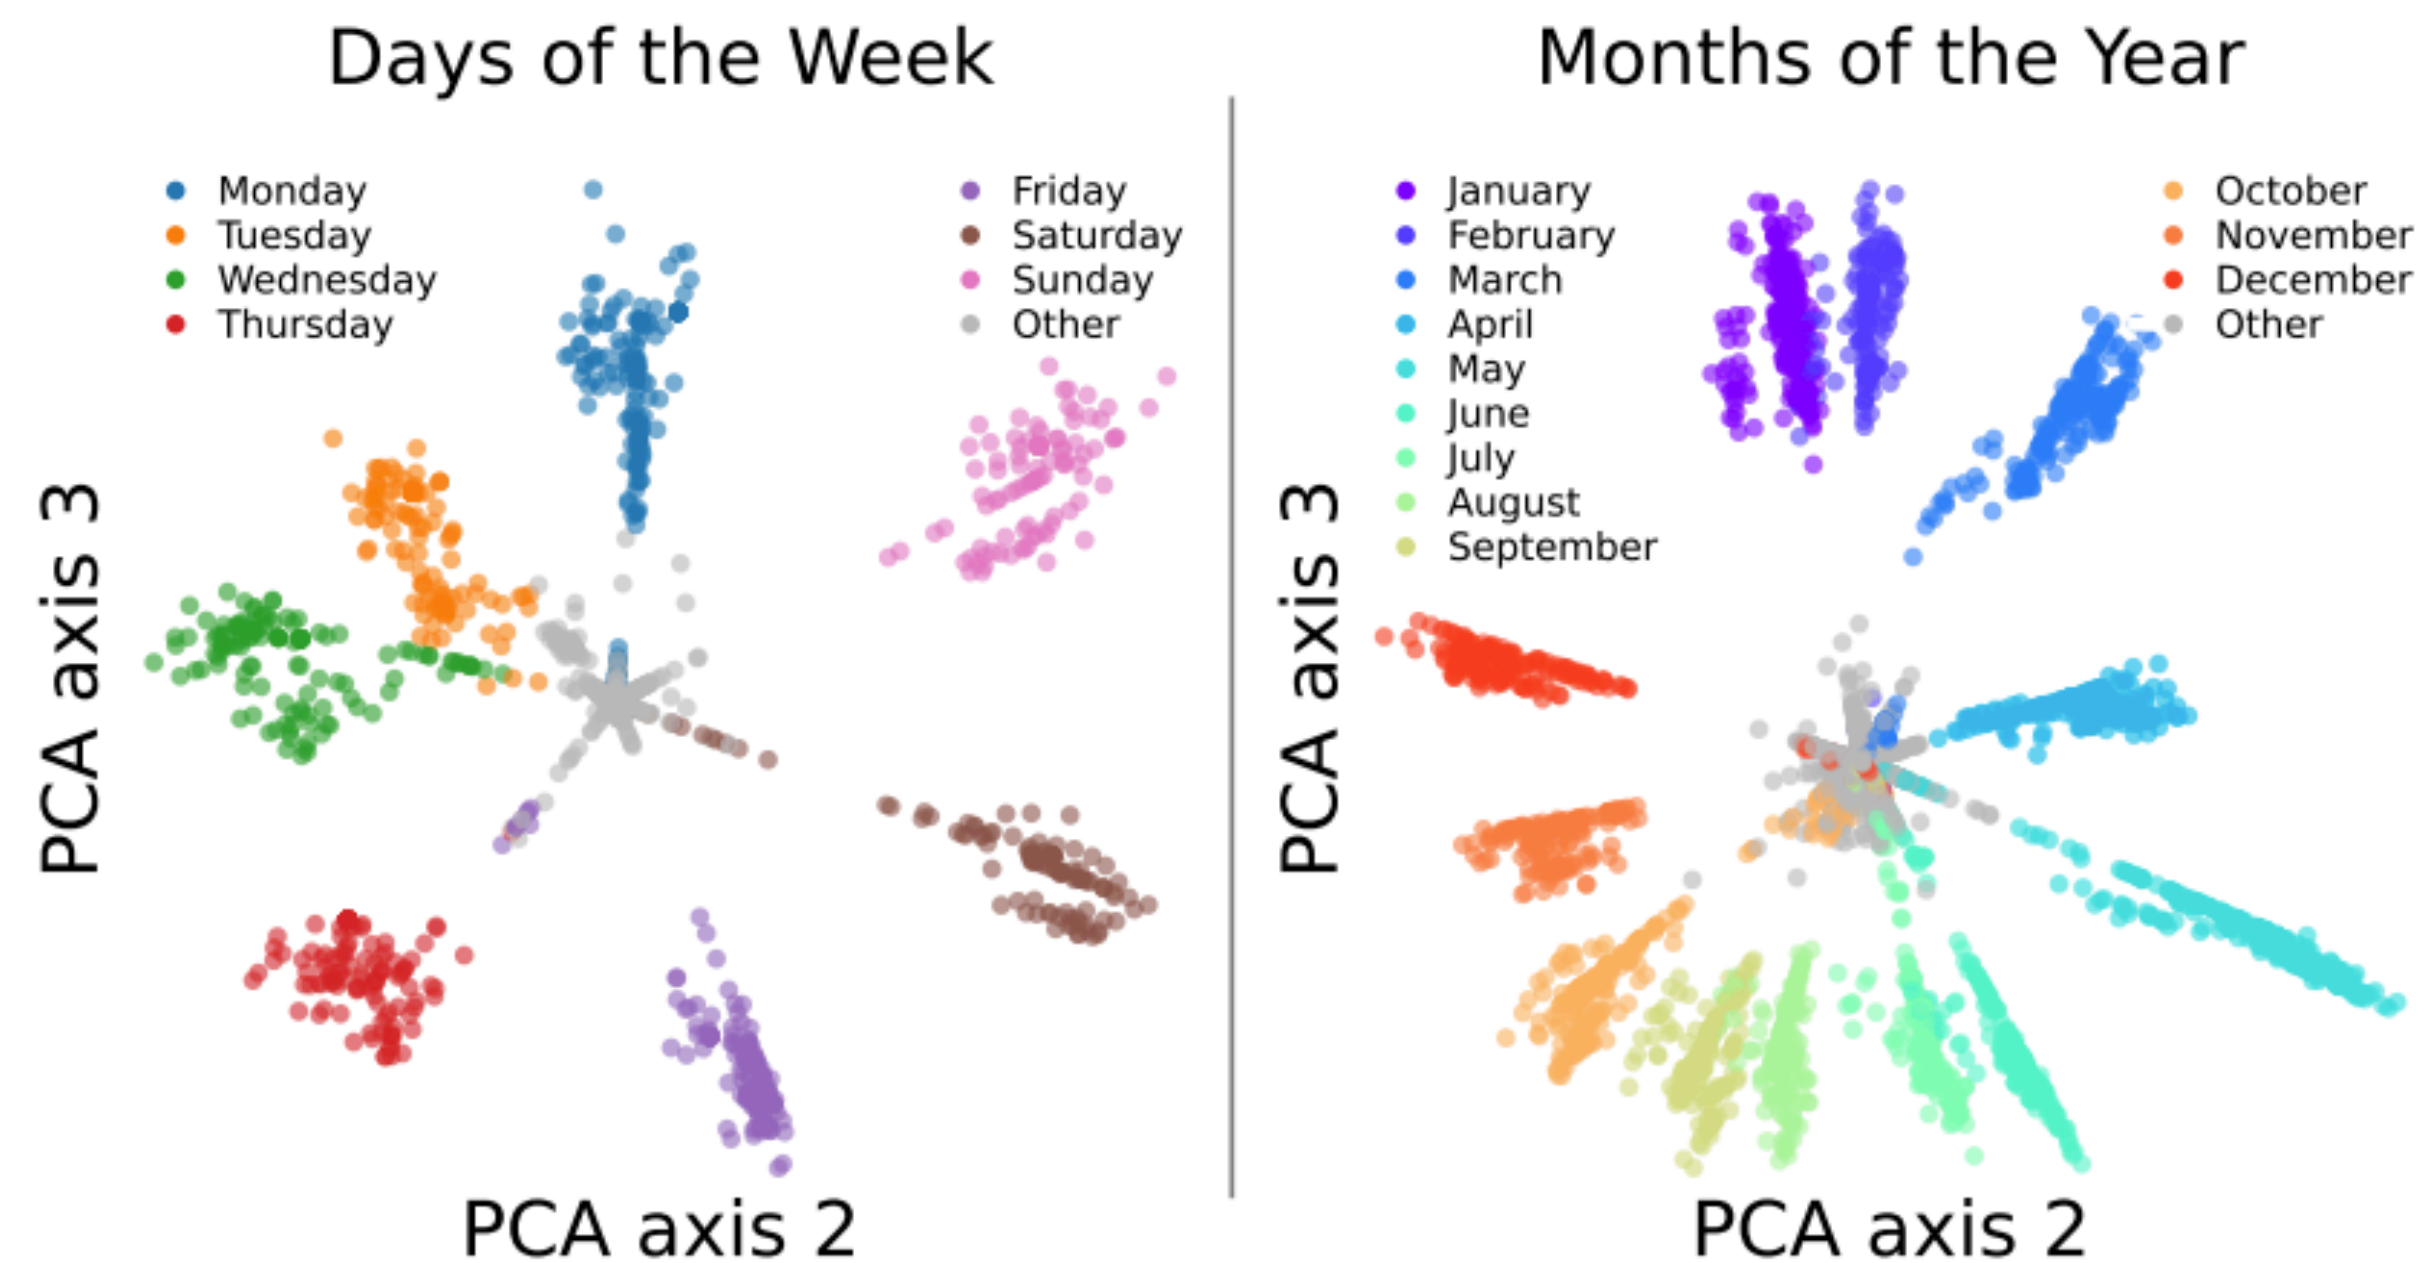 Days of the Week
Monday
Tuesday
Wednesday
Thursday
Friday
Saturday
Sunday
Other
PCA axis 3
PCA axis 2
Months of the Year
January
February
March
April
May
June
July
August
September
October
November
December
Other
PCA axis 3
PCA axis 2